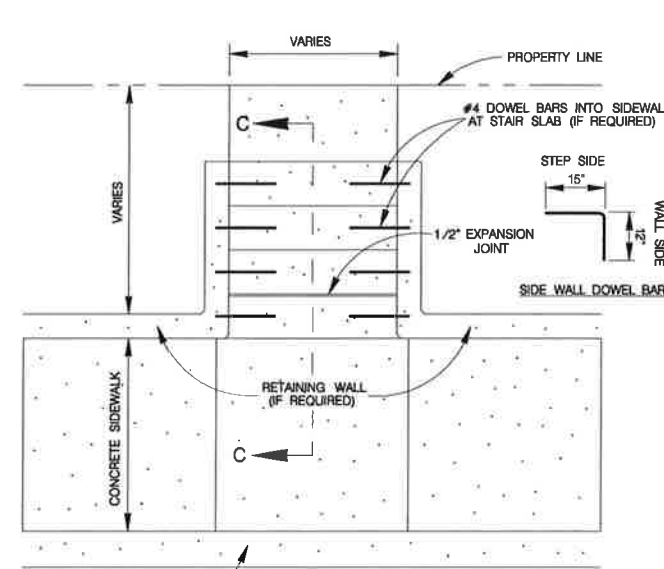 VARIES
PROPERTY LINE
C
#4 DOWEL BARS INTO SIDEWAL
AT STAIR SLAB (IF REQUIRED)
STEP SIDE
15"
WALL SIDE
12"
VARIES
1/2" EXPANSION
JOINT
SIDE WALL DOWEL BAR
RETAINING WALL
(IF REQUIRED)
CONCRETE SIDEWALK
C